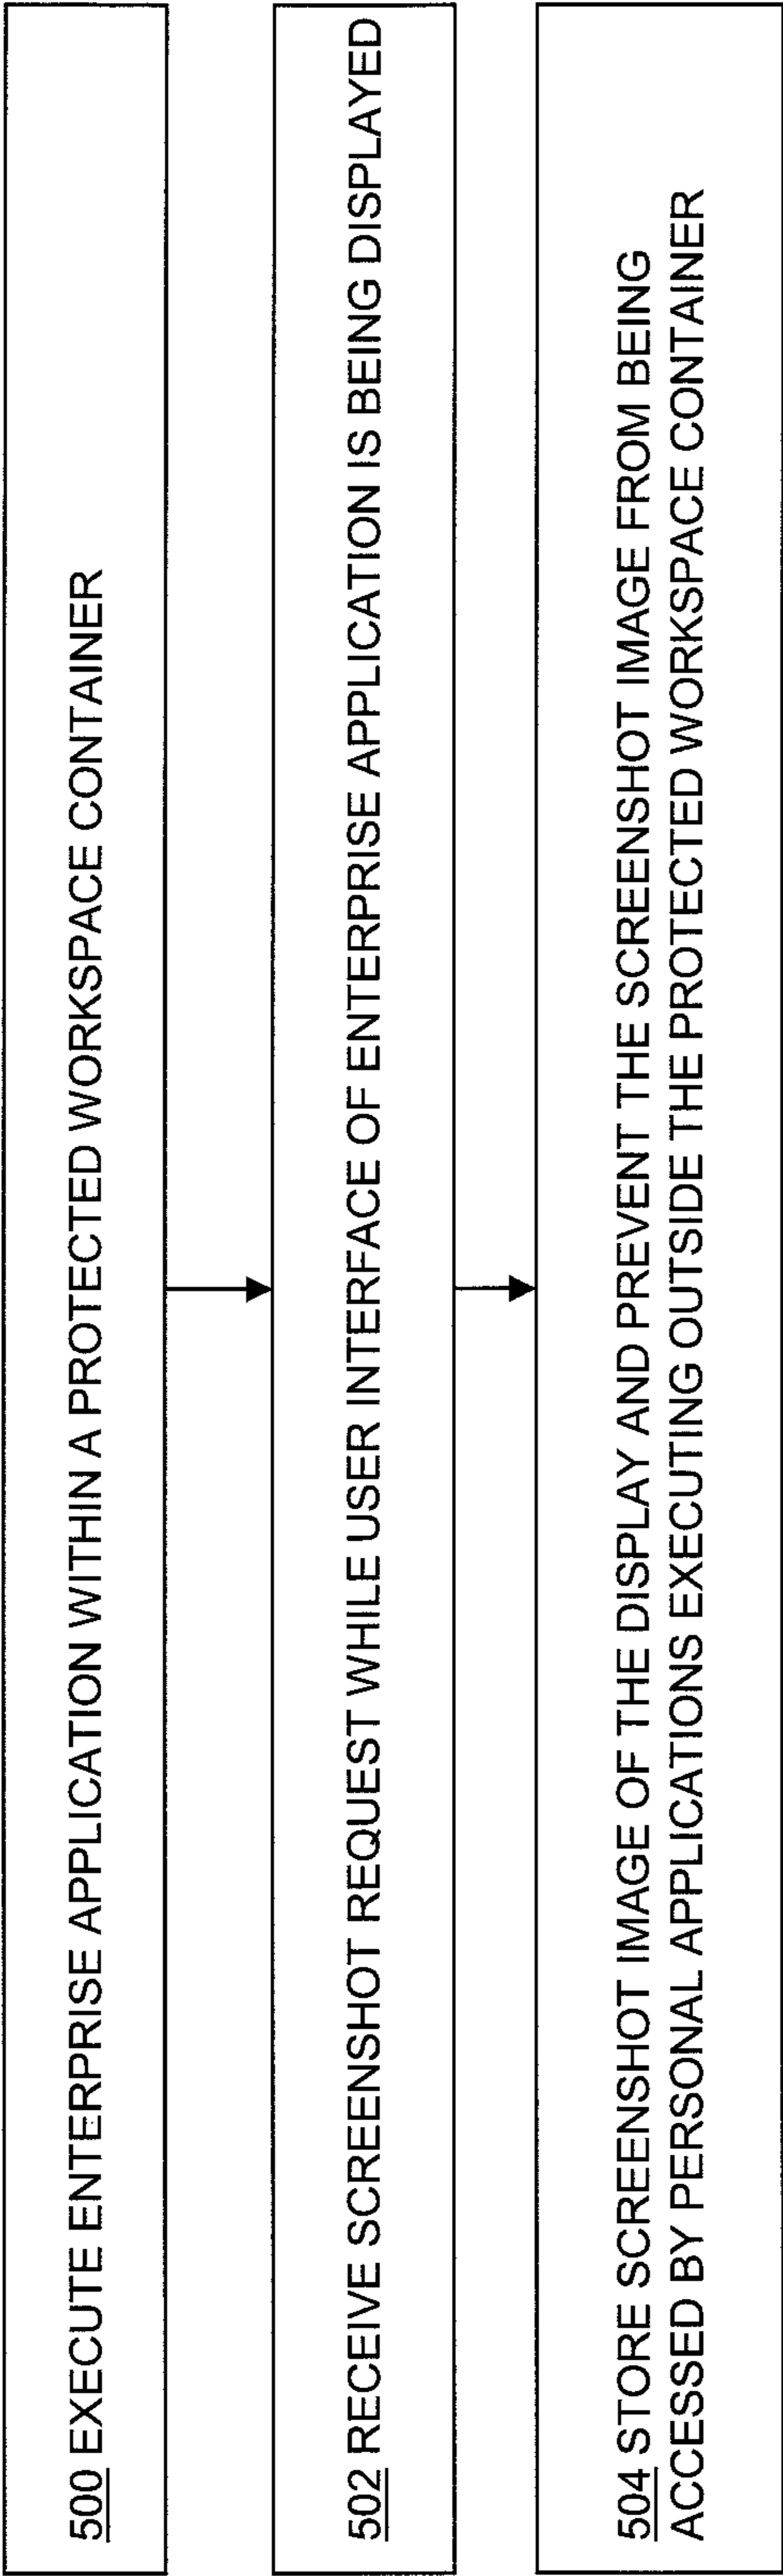 500 EXECUTE ENTERPRISE APPLICATION WITHIN A PROTECTED WORKSPACE CONTAINER
502 RECEIVE SCREENSHOT REQUEST WHILE USER INTERFACE OF ENTERPRISE APPLICATION IS BEING DISPLAYED
504 STORE SCREENSHOT IMAGE OF THE DISPLAY AND PREVENT THE SCREENSHOT IMAGE FROM BEING
ACCESSED BY PERSONAL APPLICATIONS EXECUTING OUTSIDE THE PROTECTED WORKSPACE CONTAINER